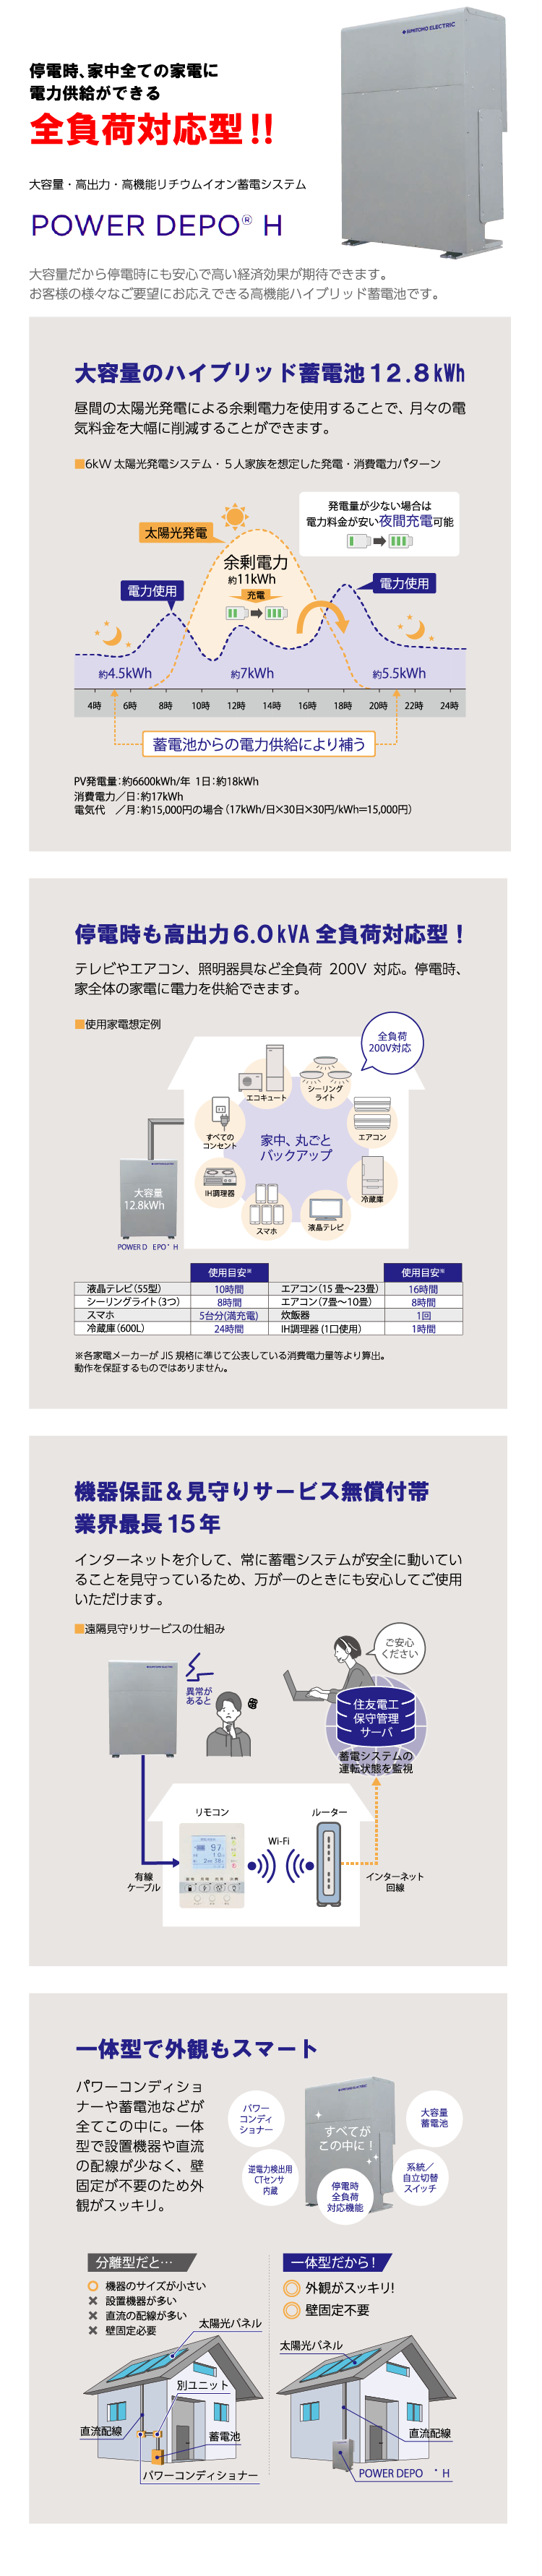 停電時、家中全ての家電に
電力供給ができる
全負荷対応型!!
SUMITOMO ELECTRIC
大容量・高出力・高機能リチウムイオン蓄電システム
POWER DEPO® H
大容量だから停電時にも安心で高い経済効果が期待できます。
お客様の様々なご要望にお応えできる高機能ハイブリッド蓄電池です。
大容量のハイブリッド蓄電池12.8kWh
昼間の太陽光発電による余剰電力を使用することで、月々の電
気料金を大幅に削減することができます。
■6kW 太陽光発電システム・5人家族を想定した発電・消費電力パターン
発電量が少ない場合は
電力料金が安い夜間充電可能
太陽光発電
余剰電力
約11kWh
充電
電力使用
電力使用
約4.5kWh
約7kWh
約5.5kWh
4時 6時 8時 10時 12時 14時 16時 18時 20時 22時 24時
蓄電池からの電力供給により補う
PV発電量：約6600kWh/年 1日：約18kWh
消費電力／日：約17kWh
電気代　／月：約15,000円の場合（17kWh/日×30日×30円/kWh=15,000円）
停電時も高出力6.0kVA 全負荷対応型！
テレビやエアコン、照明器具など全負荷 200V 対応。停電時、
家全体の家電に電力を供給できます。
■使用家電想定例
全負荷
200V対応
エコキュート
シーリング
ライト
すべての
コンセント
エアコン
家中、丸ごと
バックアップ
IH調理器
冷蔵庫
スマホ
液晶テレビ
大容量
12.8kWh
POWER D EPO ® H
使用目安※ 使用目安※
液晶テレビ（55型） 10時間 エアコン（15畳～23畳） 16時間
シーリングライト（3つ） 8時間 エアコン（7畳～10畳） 8時間
スマホ 5台分(満充電) 炊飯器 1回
冷蔵庫（600L） 24時間 IH調理器（1口使用） 1時間
※各家電メーカーが JIS 規格に準じて公表している消費電力量等より算出。
動作を保証するものではありません。
機器保証＆見守りサービス無償付帯
業界最長15年
インターネットを介して、常に蓄電システムが安全に動いてい
ることを見守っているため、万が一のときにも安心してご使用
いただけます。
■遠隔見守りサービスの仕組み
ご安心
ください
異常が
あると
住友電工
保守管理
サーバ
蓄電システムの
運転状態を監視
リモコン
ルーター
Wi-Fi
有線
ケーブル
インターネット
回線
一体型で外観もスマート
パワーコンディショ
ナーや蓄電池などが
全てこの中に。一体
型で設置機器や直流
の配線が少なく、壁
固定が不要のため外
観がスッキリ。
パワー
コンディ
ショナー
大容量
蓄電池
すべてが
この中に！
逆電力検出用
CTセンサ
内蔵
系統／
自立切替
スイッチ
停電時
全負荷
対応機能
分離型だと…
機器のサイズが小さい
設置機器が多い
直流の配線が多い
壁固定必要
太陽光パネル
別ユニット
直流配線
蓄電池
パワーコンディショナー
一体型だから！
外観がスッキリ！
壁固定不要
太陽光パネル
直流配線
POWER DEPO ® H